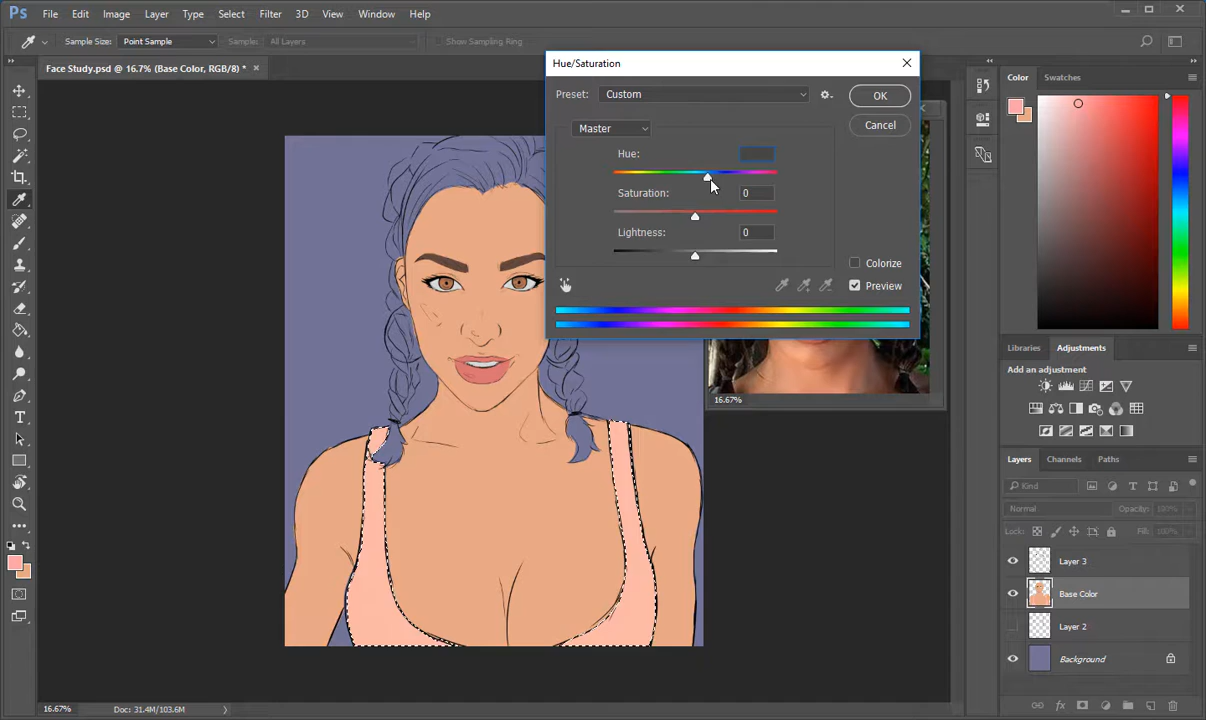 Ps File Edit Image Layer Type Select Filter 3D View Window Help
Sample Size: Point Sample Sample: All Layers Show Sampling Ring
Face Study.psd @ 16.7% (Base Color, RGB/8) *
Hue/Saturation
Preset: Custom
OK
Master
Cancel
Hue:
Saturation: 0
Lightness: 0
Colorize
Preview
16.67%
Color Swatches
Libraries Adjustments
Add an adjustment
Layers Channels Paths
Kind
Normal Opacity: 100%
Lock: Fill: 100%
Layer 3
Base Color
Layer 2
Background
fx
16.67% Doc: 31.4M/103.6M